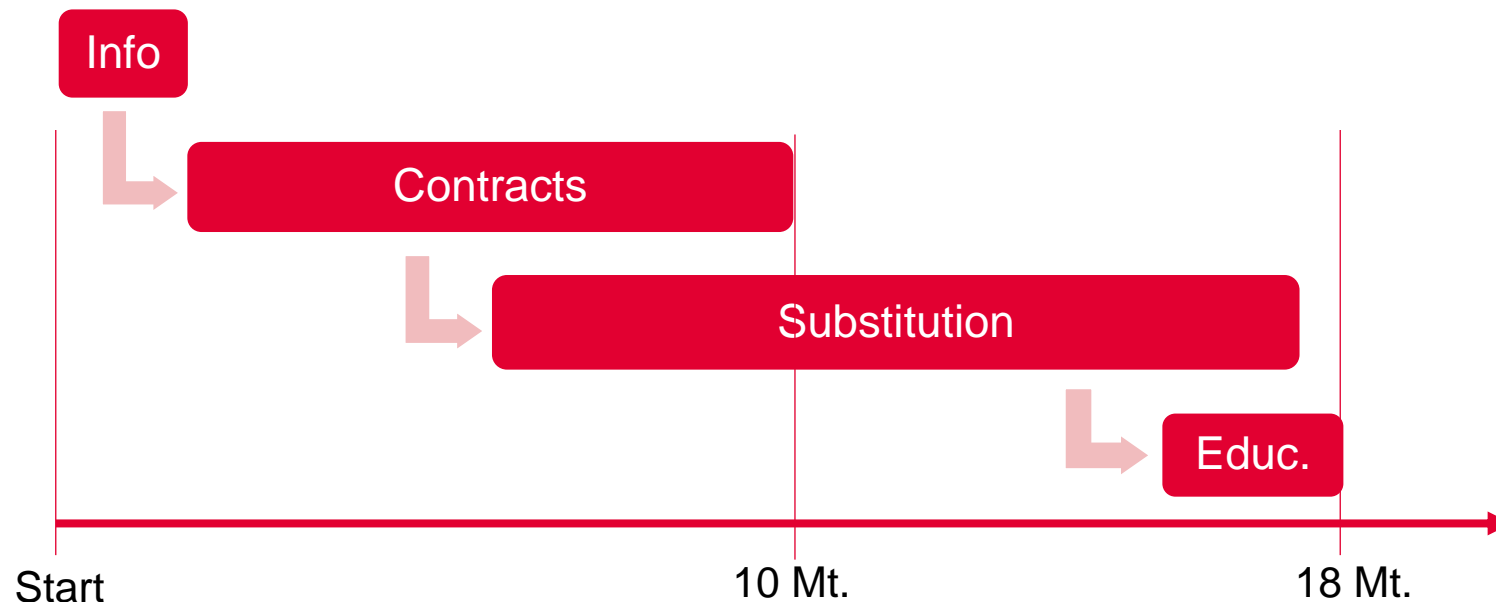 Info
Contracts
Substitution
Educ.
Start
10 Mt.
18 Mt.